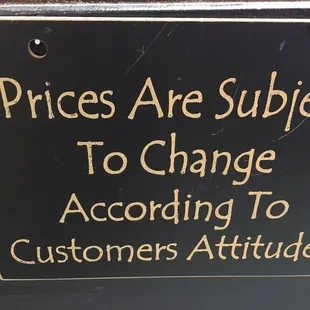 Prices Are Subje
To Change
According To
Customers Attitude